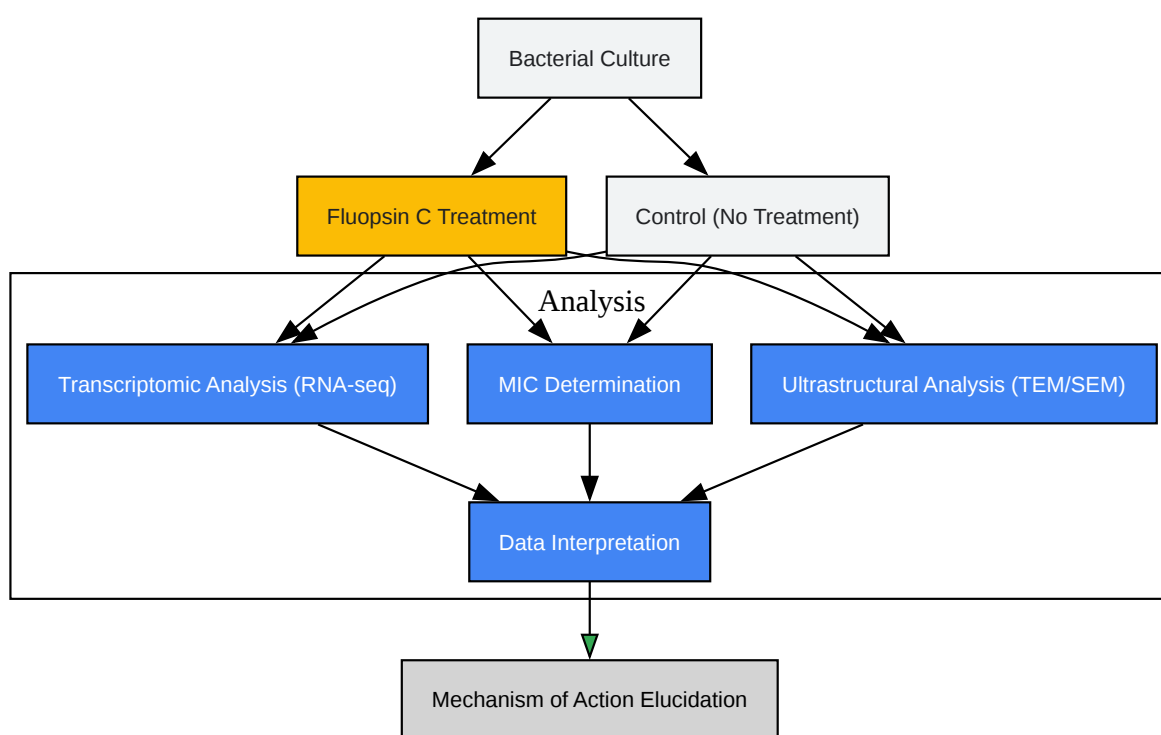 Bacterial Culture
Fluopsin C Treatment
Control (No Treatment)
Analysis
Transcriptomic Analysis (RNA-seq)
MIC Determination
Ultrastructural Analysis (TEM/SEM)
Data Interpretation
Mechanism of Action Elucidation